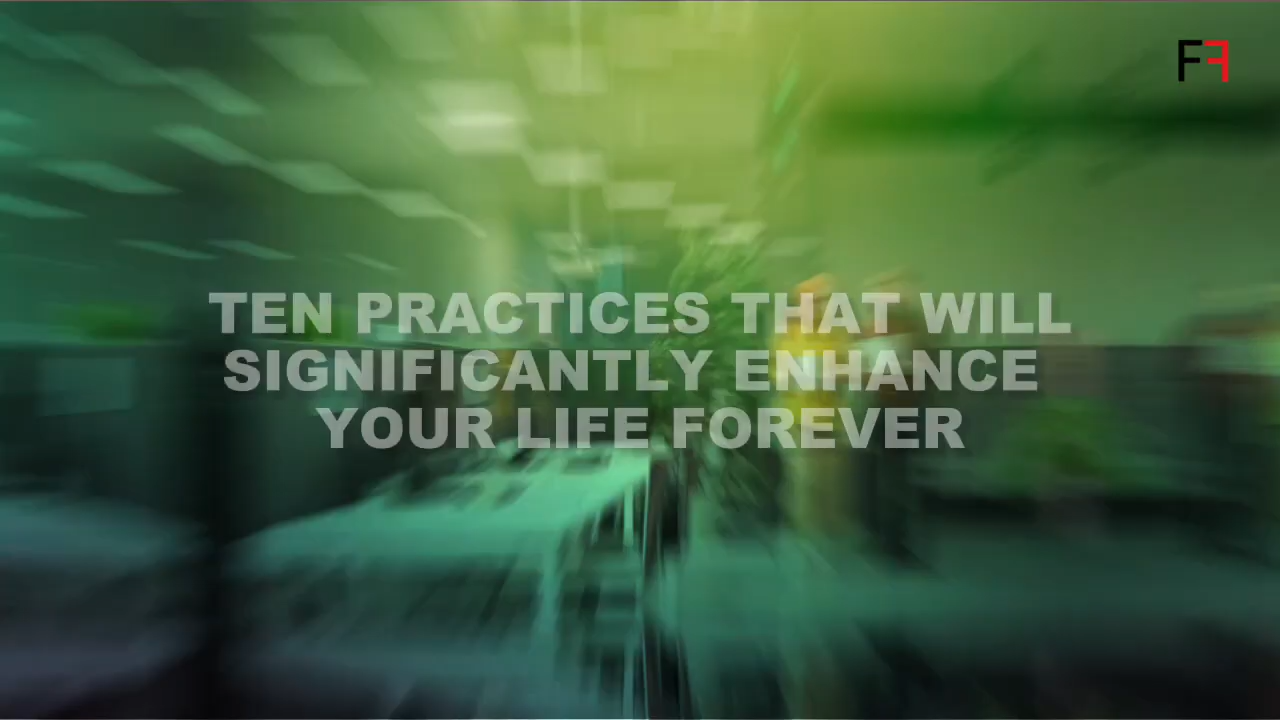 FF
TEN PRACTICES THAT WILL
SIGNIFICANTLY ENHANCE
YOUR LIFE FOREVER